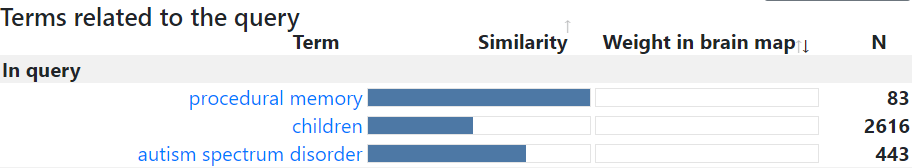 Terms related to the query
Term Similarity Weight in brain map N
In query
procedural memory 83
children 2616
autism spectrum disorder 443